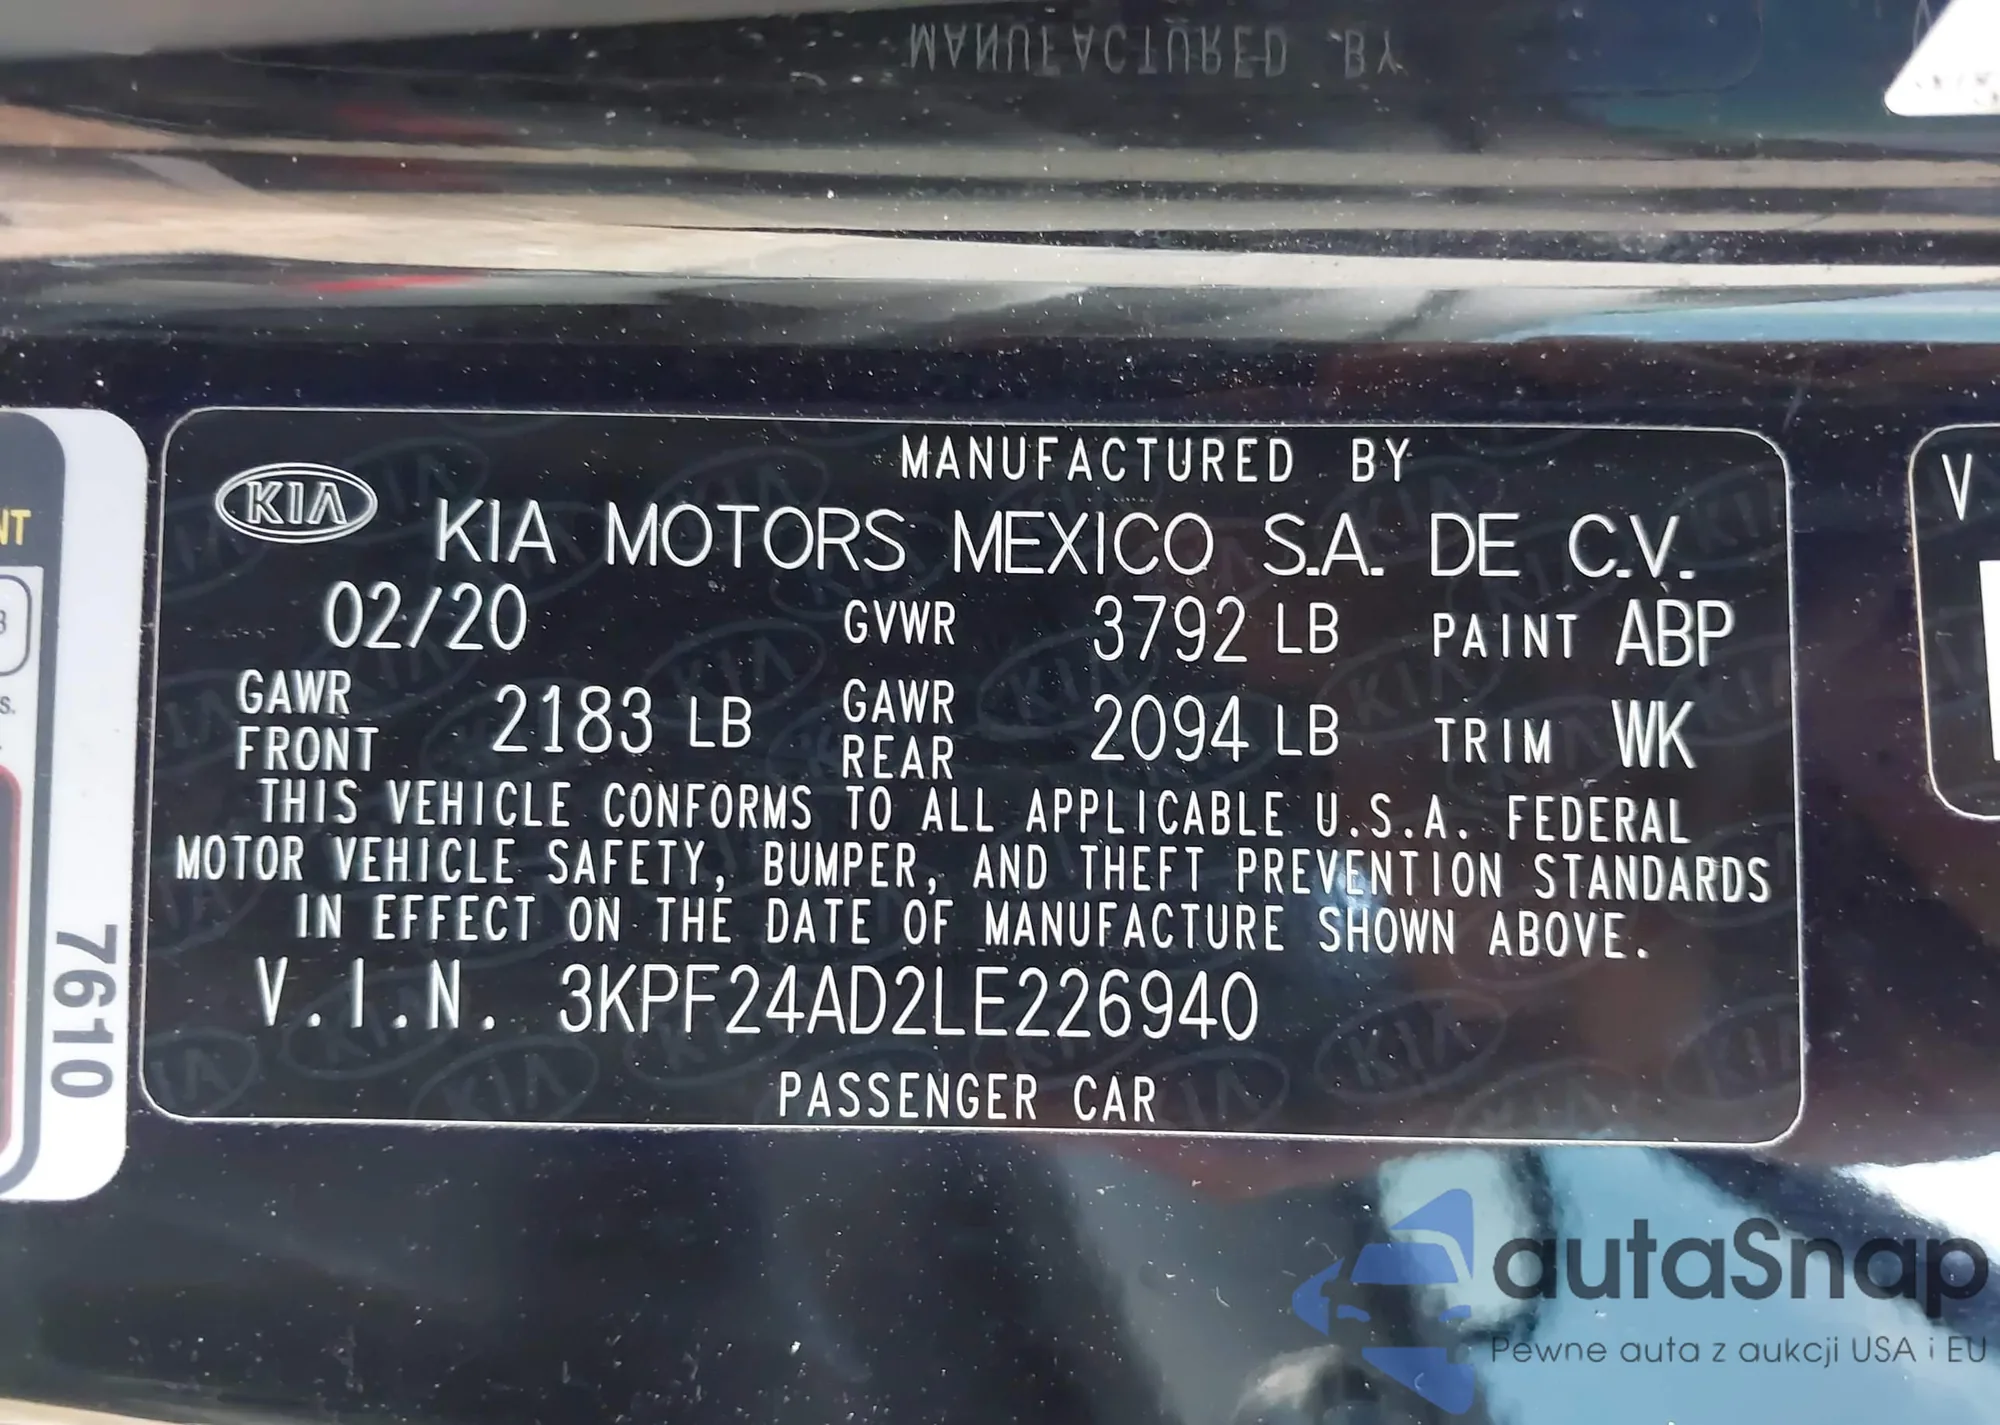 MANUFACTURED BY
MANUFACTURED BY
KIA KIA MOTORS MEXICO S.A. DE C.V.
02/20 GVWR 3792 LB PAINT ABP
GAWR FRONT 2183 LB GAWR REAR 2094 LB TRIM WK
THIS VEHICLE CONFORMS TO ALL APPLICABLE U.S.A. FEDERAL
MOTOR VEHICLE SAFETY, BUMPER, AND THEFT PREVENTION STANDARDS
IN EFFECT ON THE DATE OF MANUFACTURE SHOWN ABOVE.
V.I.N. 3KPF24AD2LE226940
PASSENGER CAR
7610
NT
S.
V
autaSnap
Pewne auta z aukcji USA i EU